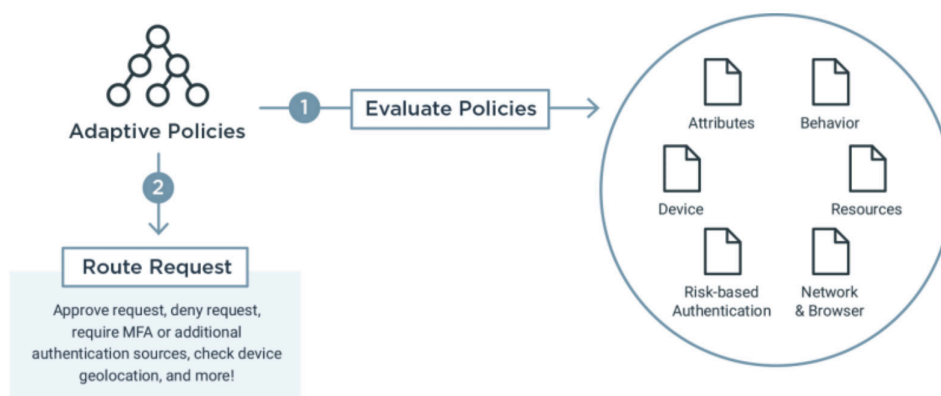 Adaptive Policies
1
Evaluate Policies
Attributes
Behavior
Device
Resources
Risk-based
Authentication
Network
& Browser
2
Route Request
Approve request, deny request,
require MFA or additional
authentication sources, check device
geolocation, and more!